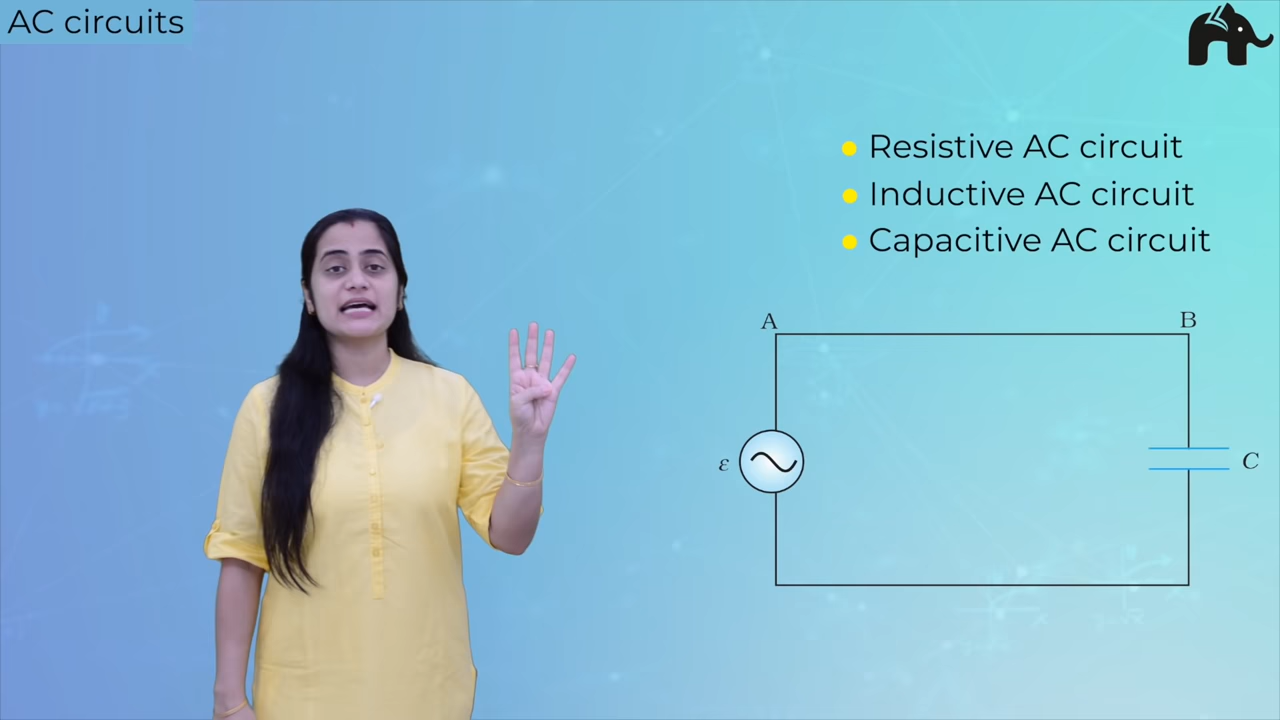 AC circuits
Resistive AC circuit
Inductive AC circuit
Capacitive AC circuit
A
B
ε
C